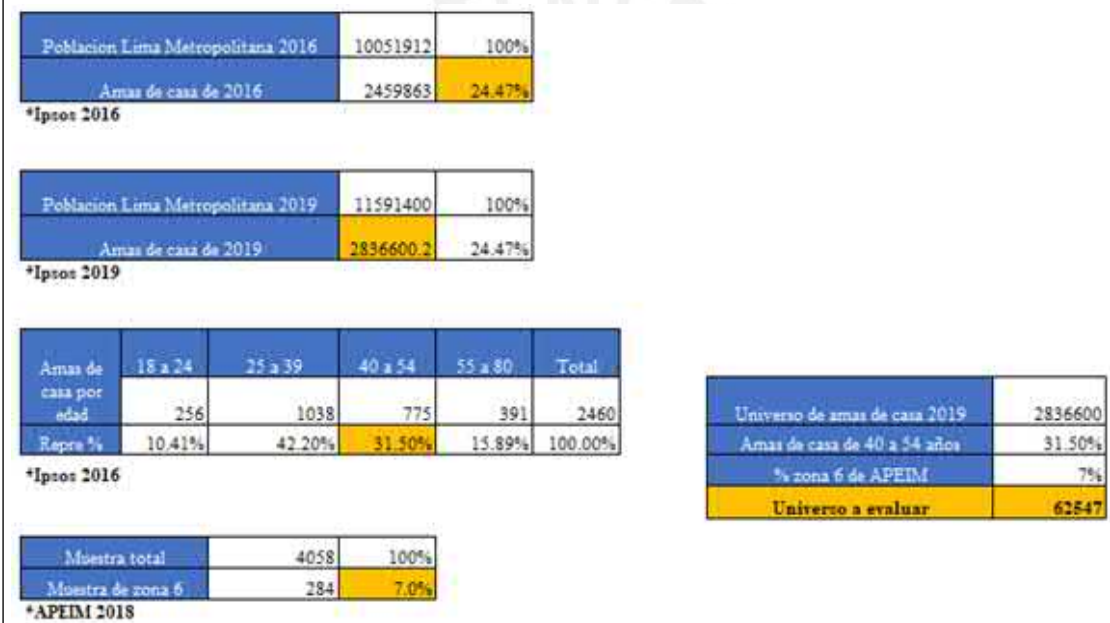 Poblacion Lima Metropolitana 2016 10051912 100%
Amas de casa de 2016 2459863 24.47%
*Ipsos 2016
Poblacion Lima Metropolitana 2019 11591400 100%
Amas de casa de 2019 2836600.2 24.47%
*Ipsos 2019
Amas de casa por edad 18 a 24 25 a 39 40 a 54 55 a 80 Total
256 1038 775 391 2460
Repre % 10.41% 42.20% 31.50% 15.89% 100.00%
*Ipsos 2016
Universo de amas de casa 2019 2836600
Amas de casa de 40 a 54 años 31.50%
% zona 6 de APEIM 7%
Universo a evaluar 62547
Muestra total 4058 100%
Muestra de zona 6 284 7.0%
*APEIM 2018